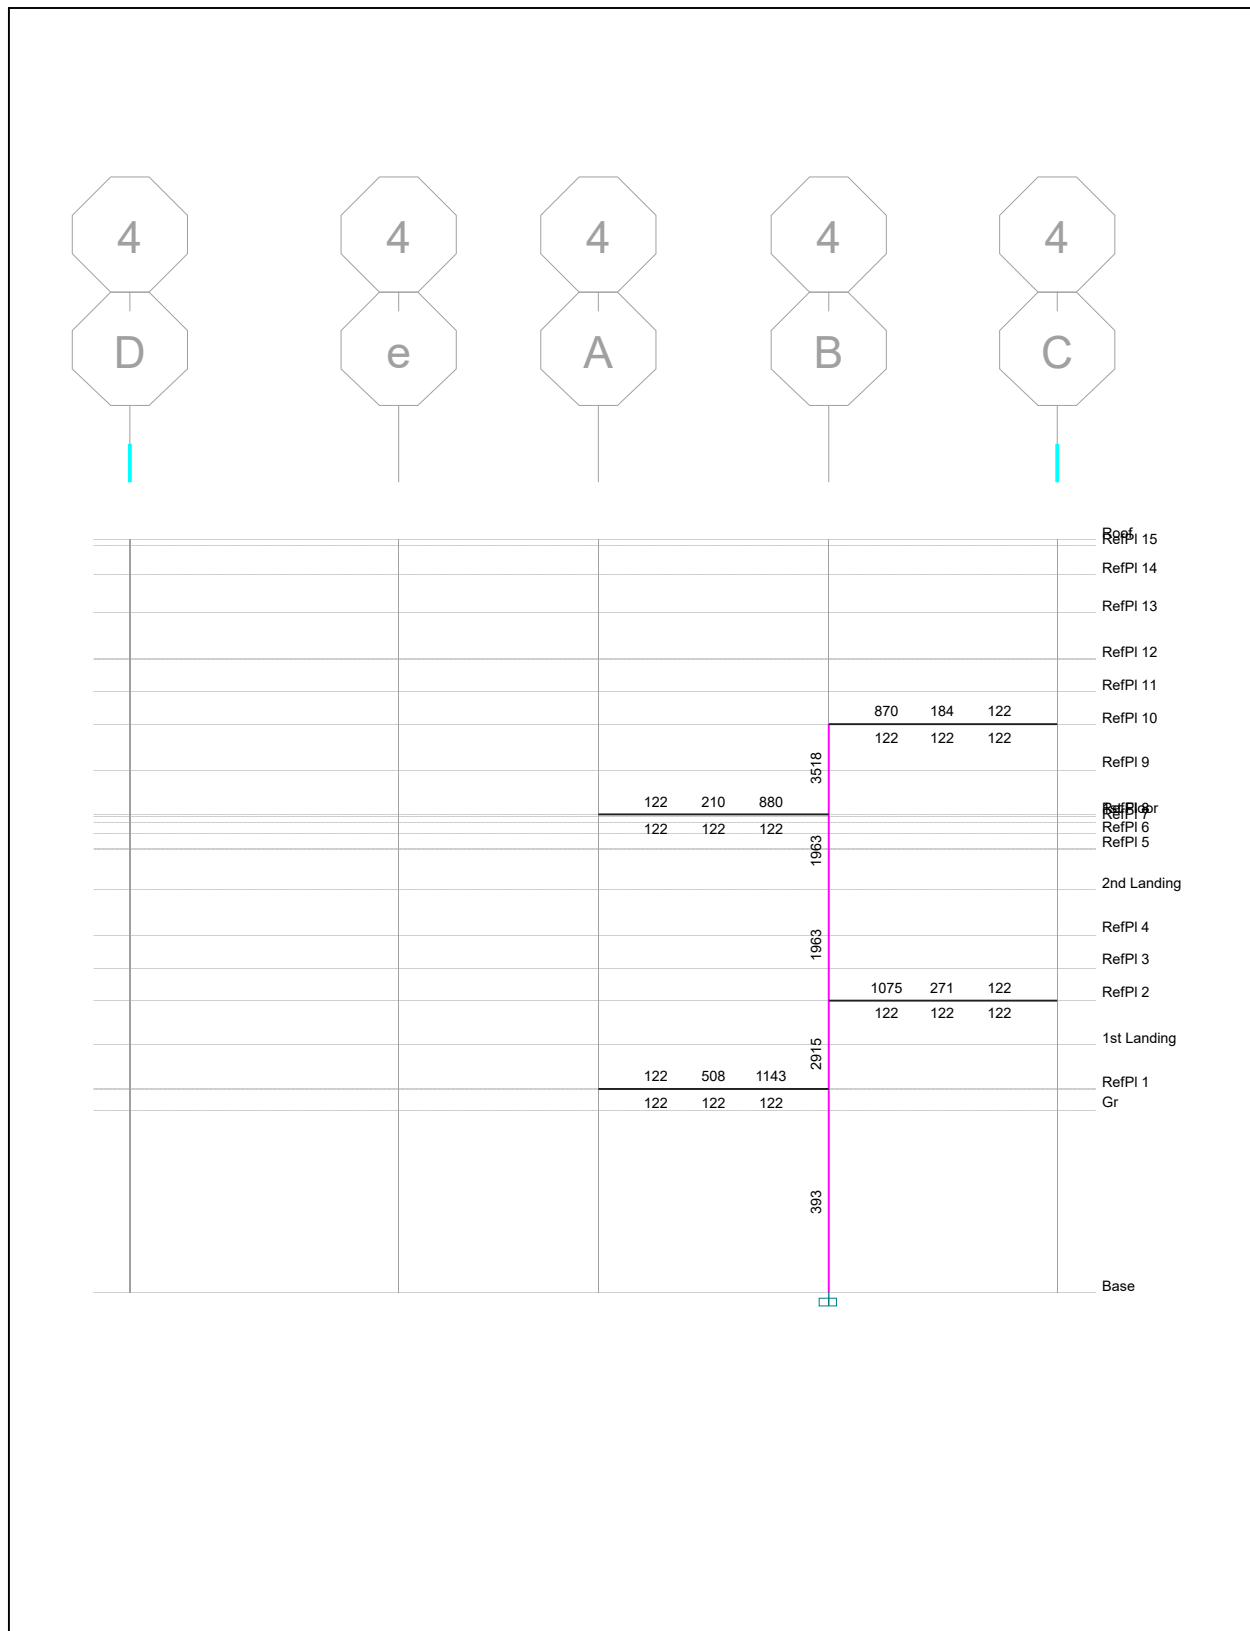 4 4 4 4 4
D e A B C
Roof
RefPl 15
RefPl 14
RefPl 13
RefPl 12
RefPl 11
870 184 122
RefPl 10
122 122 122
3518
RefPl 9
122 210 880
RefPl 7
122 122 122
RefPl 6
1963
RefPl 5
2nd Landing
RefPl 4
1963
RefPl 3
1075 271 122
RefPl 2
122 122 122
1st Landing
2915
122 508 1143
RefPl 1
122 122 122
Gr
393
Base